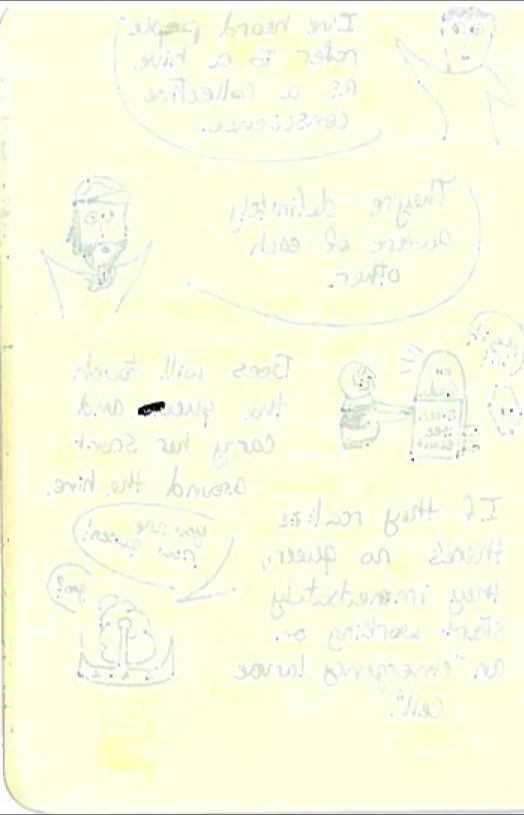 I've heard people
refer to a hive
as a collective
conscience.
They're definitely
aware of each
other.
Bees will touch
the queen and
carry her scent
around the hive.
If they realize
there's no queen,
they immediately
start working on
an "emergency larvae
cell".
you are
now queen!
goo?